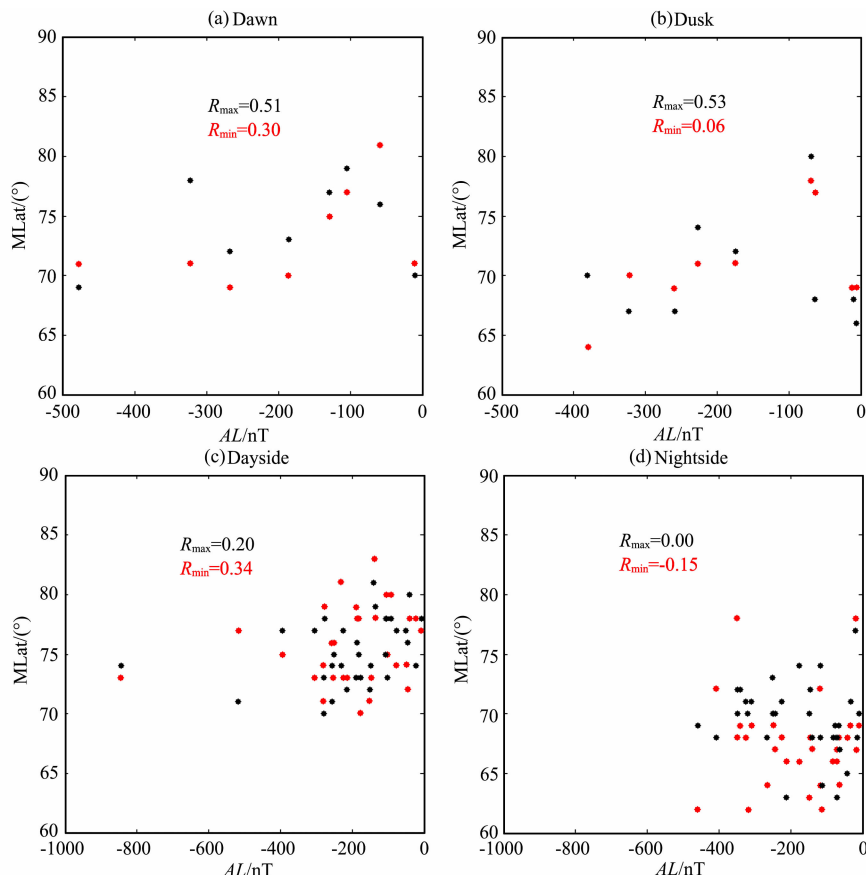 (a) Dawn
90
85
80
75
70
65
60
MLat/(°)
Rmax=0.51
Rmin=0.30
-500 -400 -300 -200 -100 0
AL/nT
(b) Dusk
90
85
80
75
70
65
60
MLat/(°)
Rmax=0.53
Rmin=0.06
-500 -400 -300 -200 -100 0
AL/nT
(c) Dayside
90
85
80
75
70
65
60
MLat/(°)
Rmax=0.20
Rmin=0.34
-1000 -800 -600 -400 -200 0
AL/nT
(d) Nightside
90
85
80
75
70
65
60
MLat/(°)
Rmax=0.00
Rmin=-0.15
-1000 -800 -600 -400 -200 0
AL/nT